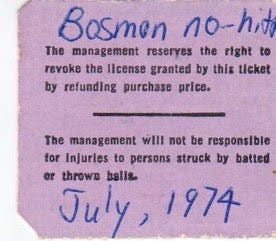 Bosman no-hitt
The management reserves the right to
revoke the license granted by this ticket
by refunding purchase price.
The management will not be responsible
for injuries to persons struck by batted
or thrown balls.
July, 1974